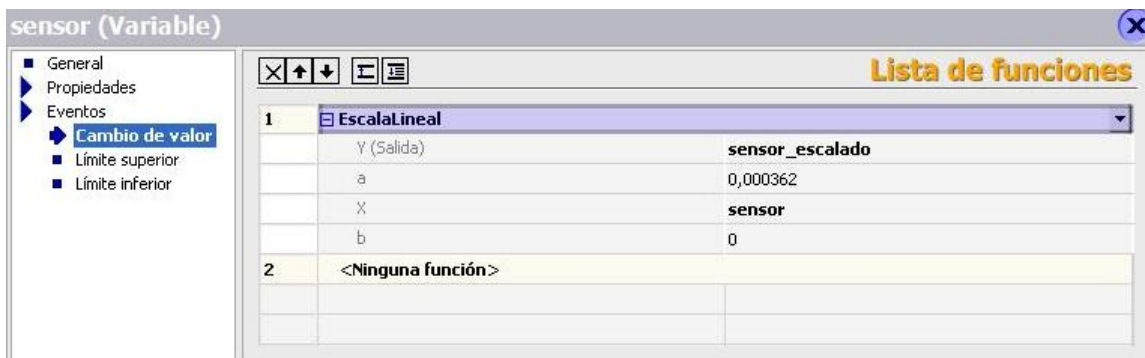 sensor (Variable)
General
Propiedades
Eventos
Cambio de valor
Límite superior
Límite inferior
Lista de funciones
1 EscalaLineal
Y (Salida) sensor_escalado
a 0,000362
X sensor
b 0
2 <Ninguna función>